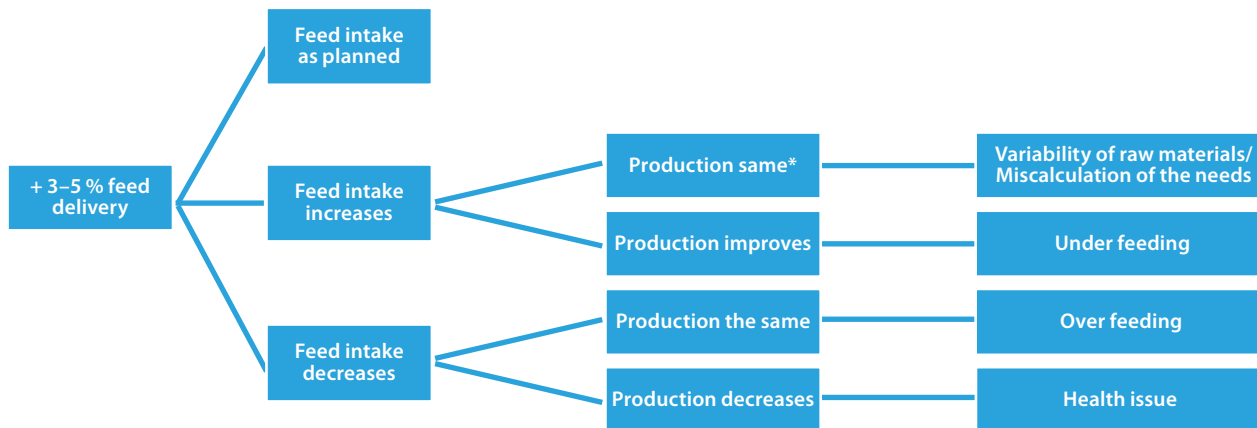 + 3–5 % feed
delivery
Feed intake
as planned
Feed intake
increases
Feed intake
decreases
Production same*
Production improves
Production the same
Production decreases
Variability of raw materials/
Miscalculation of the needs
Under feeding
Over feeding
Health issue